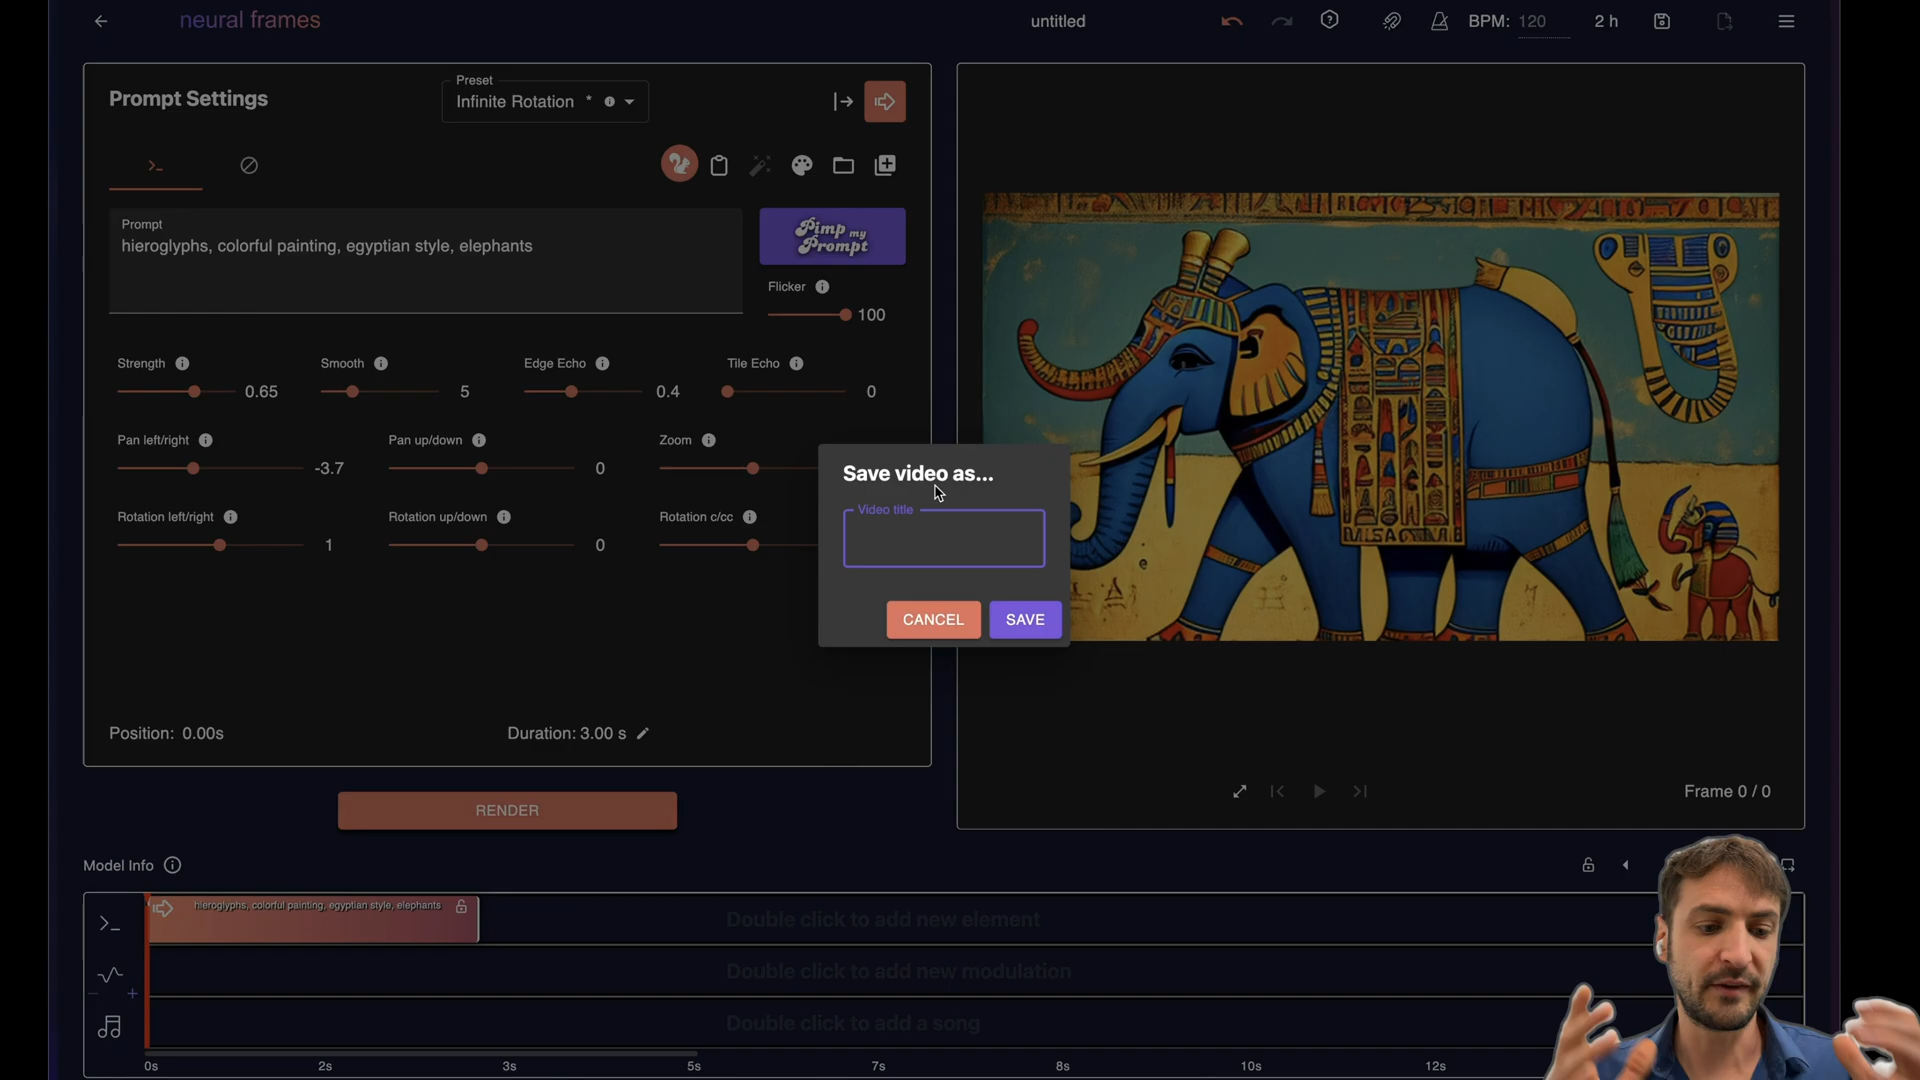 neural frames
untitled
BPM: 120
2 h
Prompt Settings
Preset
Infinite Rotation *
Prompt
hieroglyphs, colorful painting, egyptian style, elephants
Pimp my
Prompt
Flicker
100
Strength
Smooth
Edge Echo
Tile Echo
0.65
5
0.4
0
Pan left/right
Pan up/down
Zoom
-3.7
0
Rotation left/right
Rotation up/down
Rotation c/cc
1
0
Save video as...
Video title
CANCEL
SAVE
Position: 0.00s
Duration: 3.00 s
RENDER
Frame 0 / 0
Model Info
hieroglyphs, colorful painting, egyptian style, elephants
Double click to add new element
Double click to add new modulation
Double click to add a song
0s
2s
3s
5s
7s
8s
10s
12s